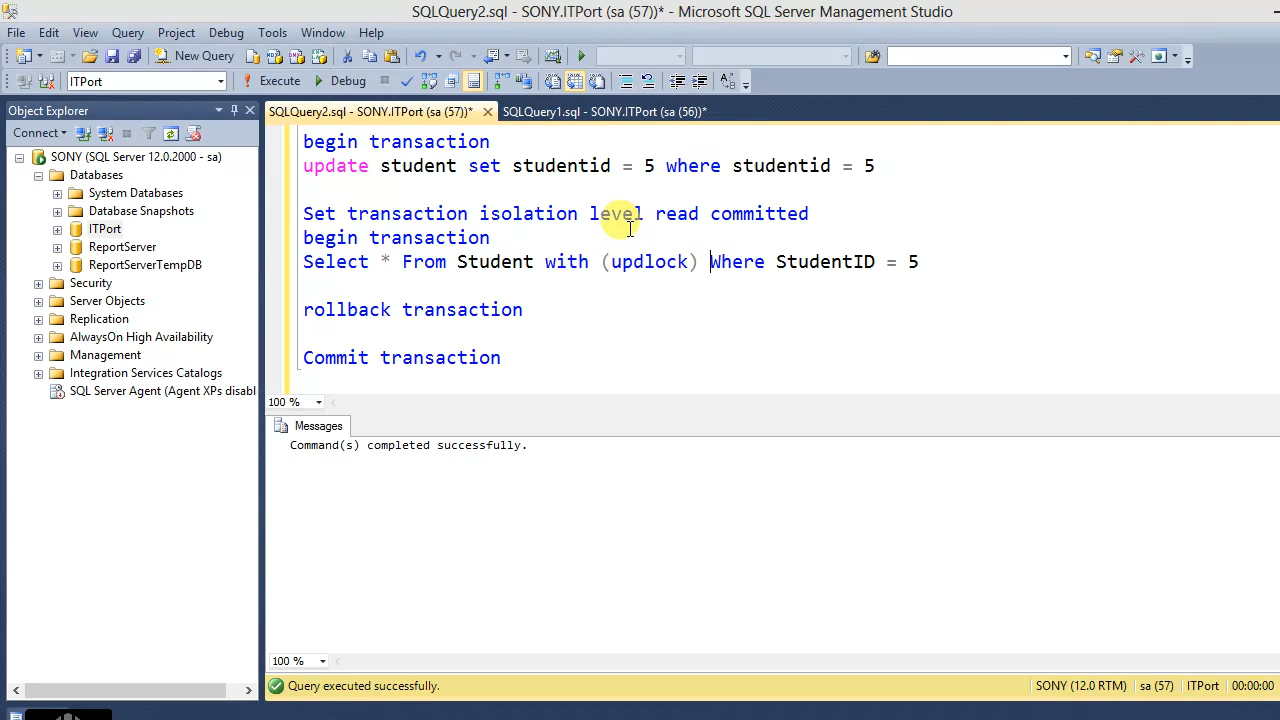 SQLQuery2.sql - SONY.ITPort (sa (57))* - Microsoft SQL Server Management Studio
File Edit View Query Project Debug Tools Window Help
New Query
ITPort Execute Debug
Object Explorer
Connect
SONY (SQL Server 12.0.2000 - sa)
Databases
System Databases
Database Snapshots
ITPort
ReportServer
ReportServerTempDB
Security
Server Objects
Replication
AlwaysOn High Availability
Management
Integration Services Catalogs
SQL Server Agent (Agent XPs disabl
SQLQuery2.sql - SONY.ITPort (sa (57))* SQLQuery1.sql - SONY.ITPort (sa (56))*
begin transaction
update student set studentid = 5 where studentid = 5
Set transaction isolation level read committed
begin transaction
Select * From Student with (updlock) Where StudentID = 5
rollback transaction
Commit transaction
100 %
Messages
Command(s) completed successfully.
100 %
Query executed successfully. SONY (12.0 RTM) sa (57) ITPort 00:00:00